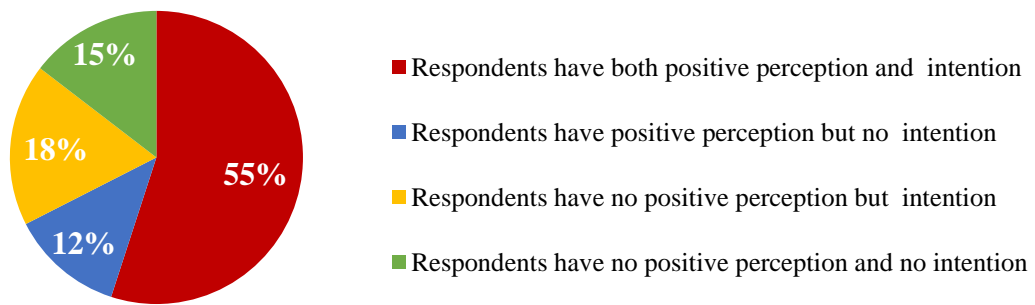 15%
18%
12%
55%
Respondents have both positive perception and intention
Respondents have positive perception but no intention
Respondents have no positive perception but intention
Respondents have no positive perception and no intention